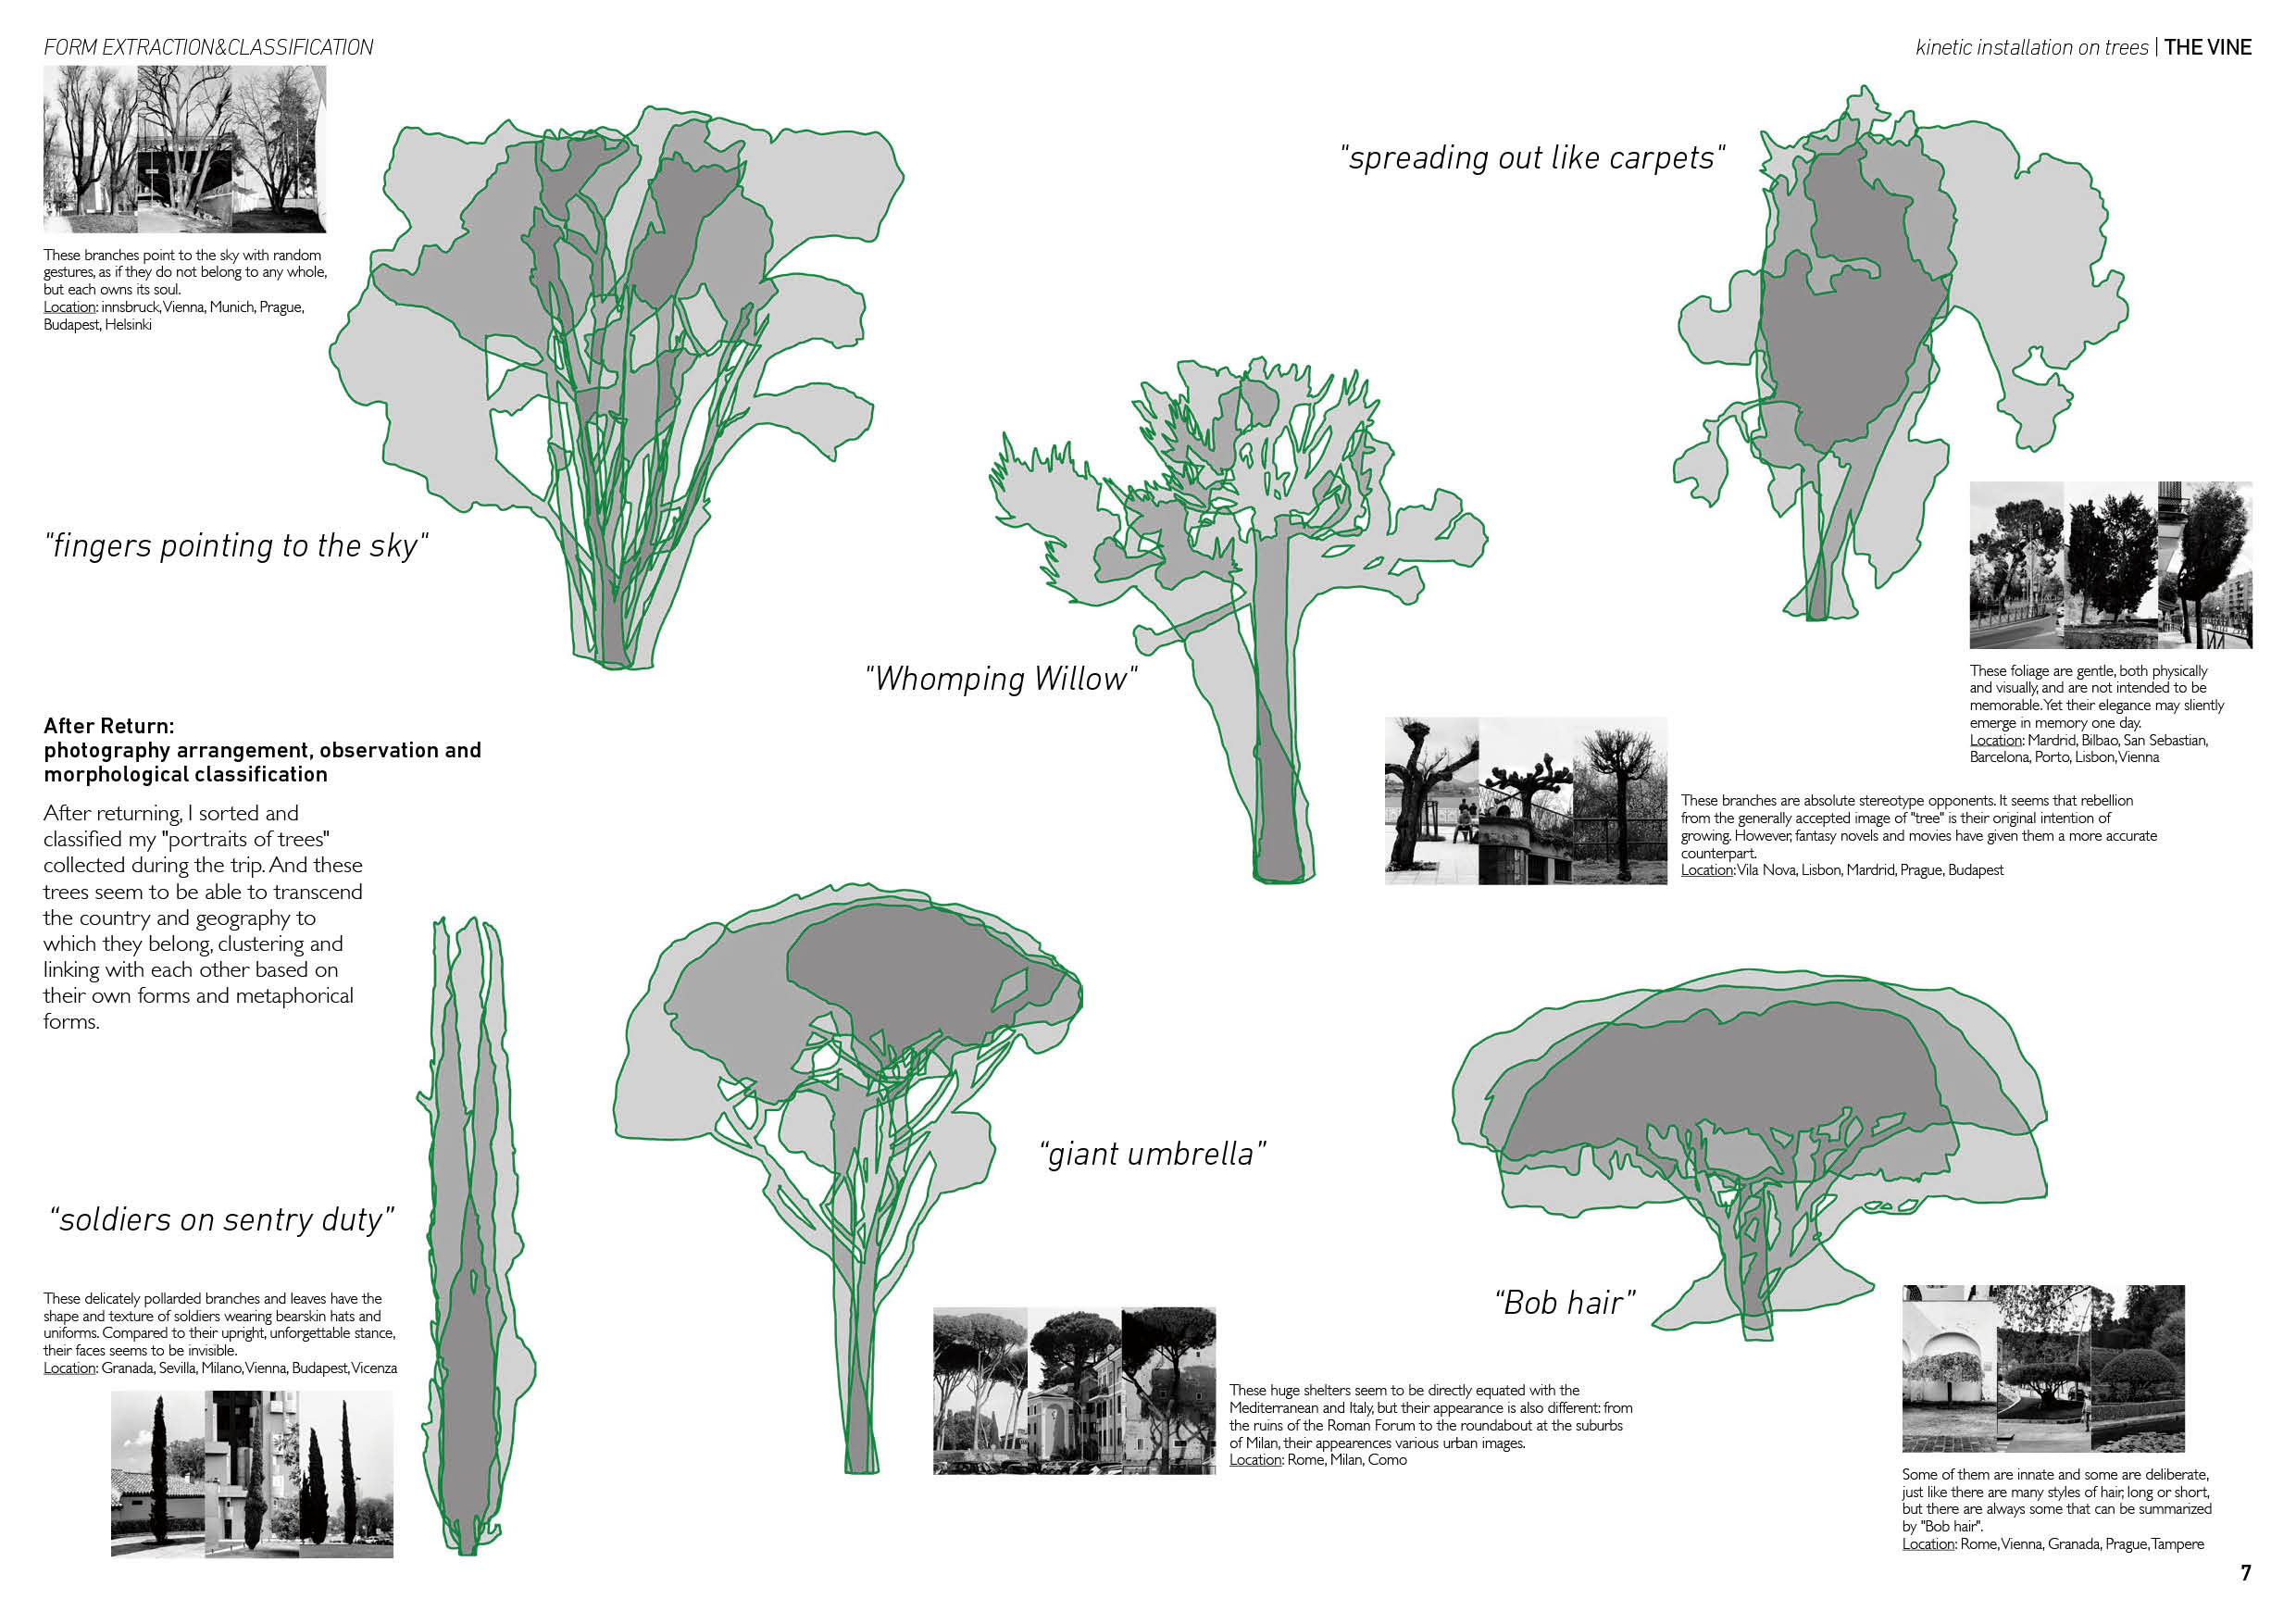 FORM EXTRACTION&CLASSIFICATION
kinetic installation on trees | THE VINE
These branches point to the sky with random
gestures, as if they do not belong to any whole,
but each owns its soul.
Location: innsbruck, Vienna, Munich, Prague,
Budapest, Helsinki
"fingers pointing to the sky"
"spreading out like carpets"
These foliage are gentle, both physically
and visually, and are not intended to be
memorable. Yet their elegance may sliently
emerge in memory one day.
Location: Mardrid, Bilbao, San Sebastian,
Barcelona, Porto, Lisbon, Vienna
"Whomping Willow"
These branches are absolute stereotype opponents. It seems that rebellion
from the generally accepted image of "tree" is their original intention of
growing. However, fantasy novels and movies have given them a more accurate
counterpart.
Location: Vila Nova, Lisbon, Mardrid, Prague, Budapest
After Return:
photography arrangement, observation and
morphological classification
After returning, I sorted and
classified my "portraits of trees"
collected during the trip. And these
trees seem to be able to transcend
the country and geography to
which they belong, clustering and
linking with each other based on
their own forms and metaphorical
forms.
“soldiers on sentry duty”
These delicately pollarded branches and leaves have the
shape and texture of soldiers wearing bearskin hats and
uniforms. Compared to their upright, unforgettable stance,
their faces seems to be invisible.
Location: Granada, Sevilla, Milano, Vienna, Budapest, Vicenza
“giant umbrella”
These huge shelters seem to be directly equated with the
Mediterranean and Italy, but their appearance is also different: from
the ruins of the Roman Forum to the roundabout at the suburbs
of Milan, their appearences various urban images.
Location: Rome, Milan, Como
“Bob hair”
Some of them are innate and some are deliberate,
just like there are many styles of hair, long or short,
but there are always some that can be summarized
by "Bob hair".
Location: Rome, Vienna, Granada, Prague, Tampere
7